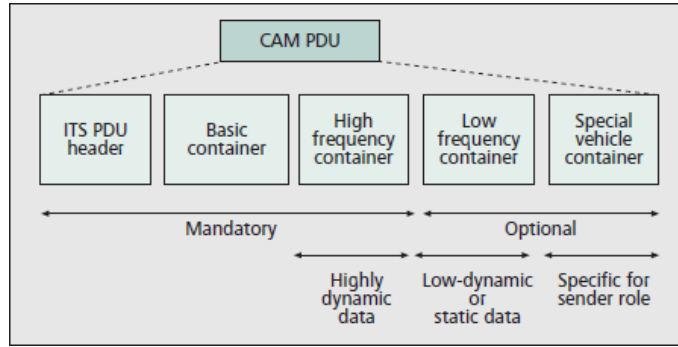 CAM PDU
ITS PDU
header
Basic
container
High
frequency
container
Low
frequency
container
Special
vehicle
container
Mandatory
Optional
Highly
dynamic
data
Low-dynamic
or
static data
Specific for
sender role